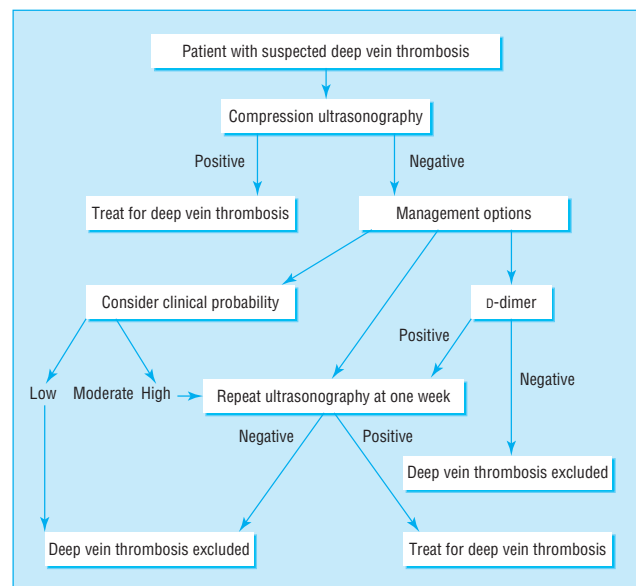 Patient with suspected deep vein thrombosis
Compression ultrasonography
Positive
Negative
Treat for deep vein thrombosis
Management options
Consider clinical probability
D-dimer
Positive
Low
Moderate High
Repeat ultrasonography at one week
Negative
Negative
Positive
Deep vein thrombosis excluded
Deep vein thrombosis excluded
Treat for deep vein thrombosis